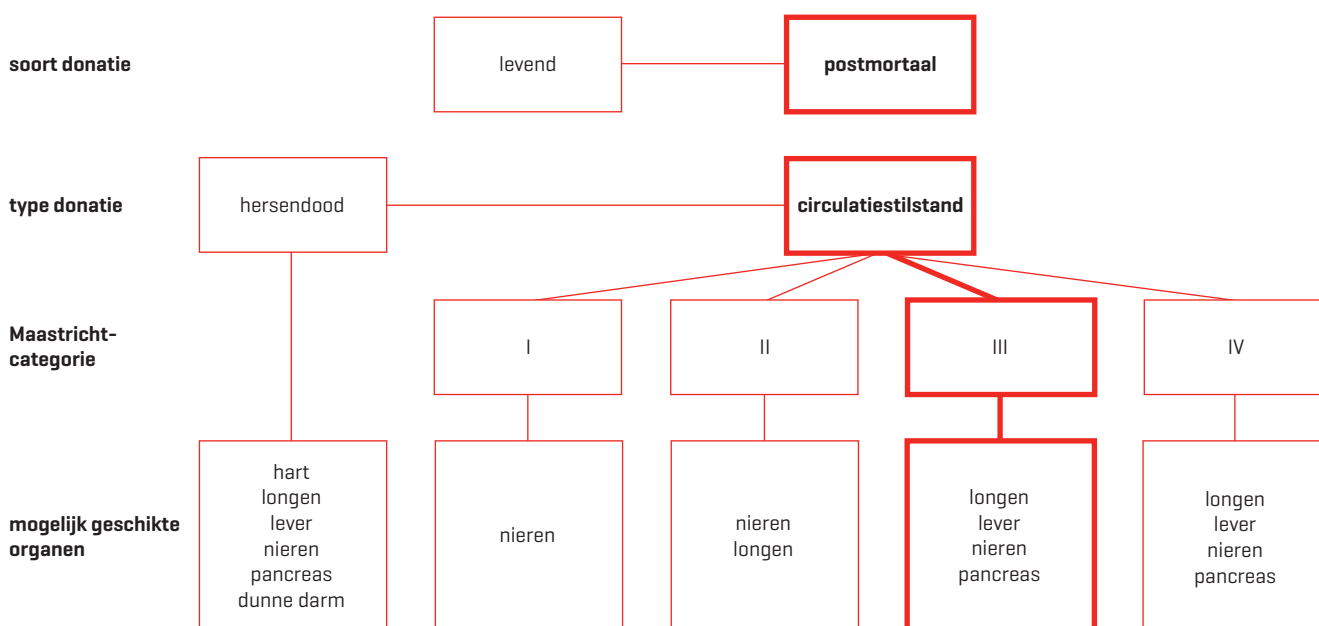 soort donatie
levend
postmortaal
type donatie
hersendood
circulatiestilstand
Maastricht-
categorie
I
II
III
IV
mogelijk geschikte
organen
hart
longen
lever
nieren
pancreas
dunne darm
nieren
nieren
longen
longen
lever
nieren
pancreas
longen
lever
nieren
pancreas